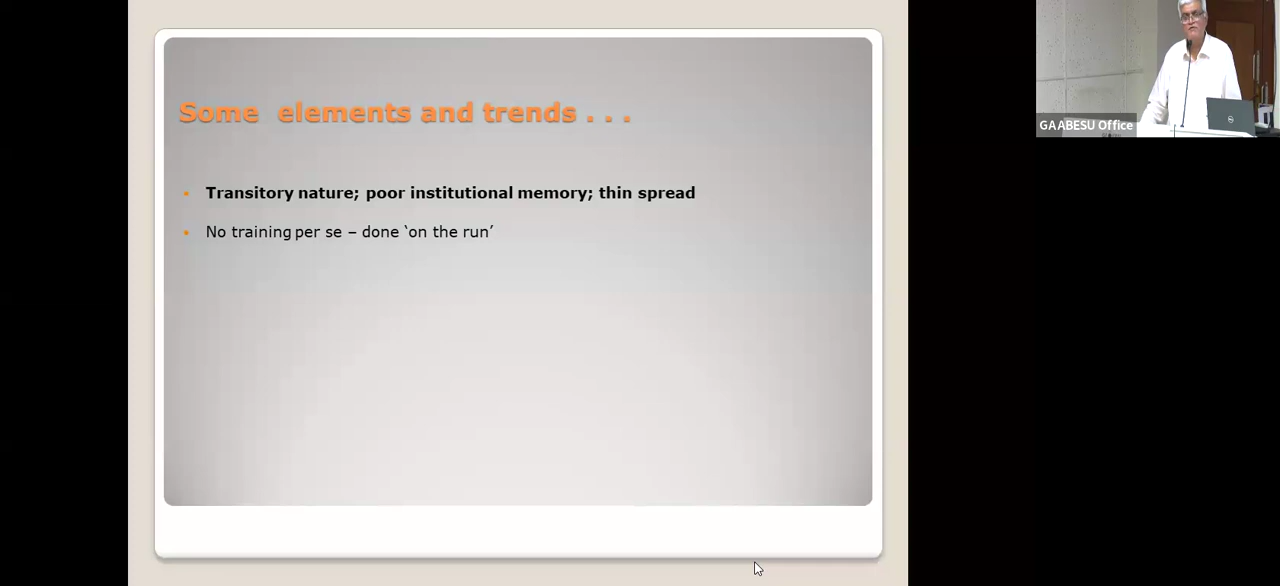 Some elements and trends . . .
Transitory nature; poor institutional memory; thin spread
No training per se – done ‘on the run’
GAABESU Office